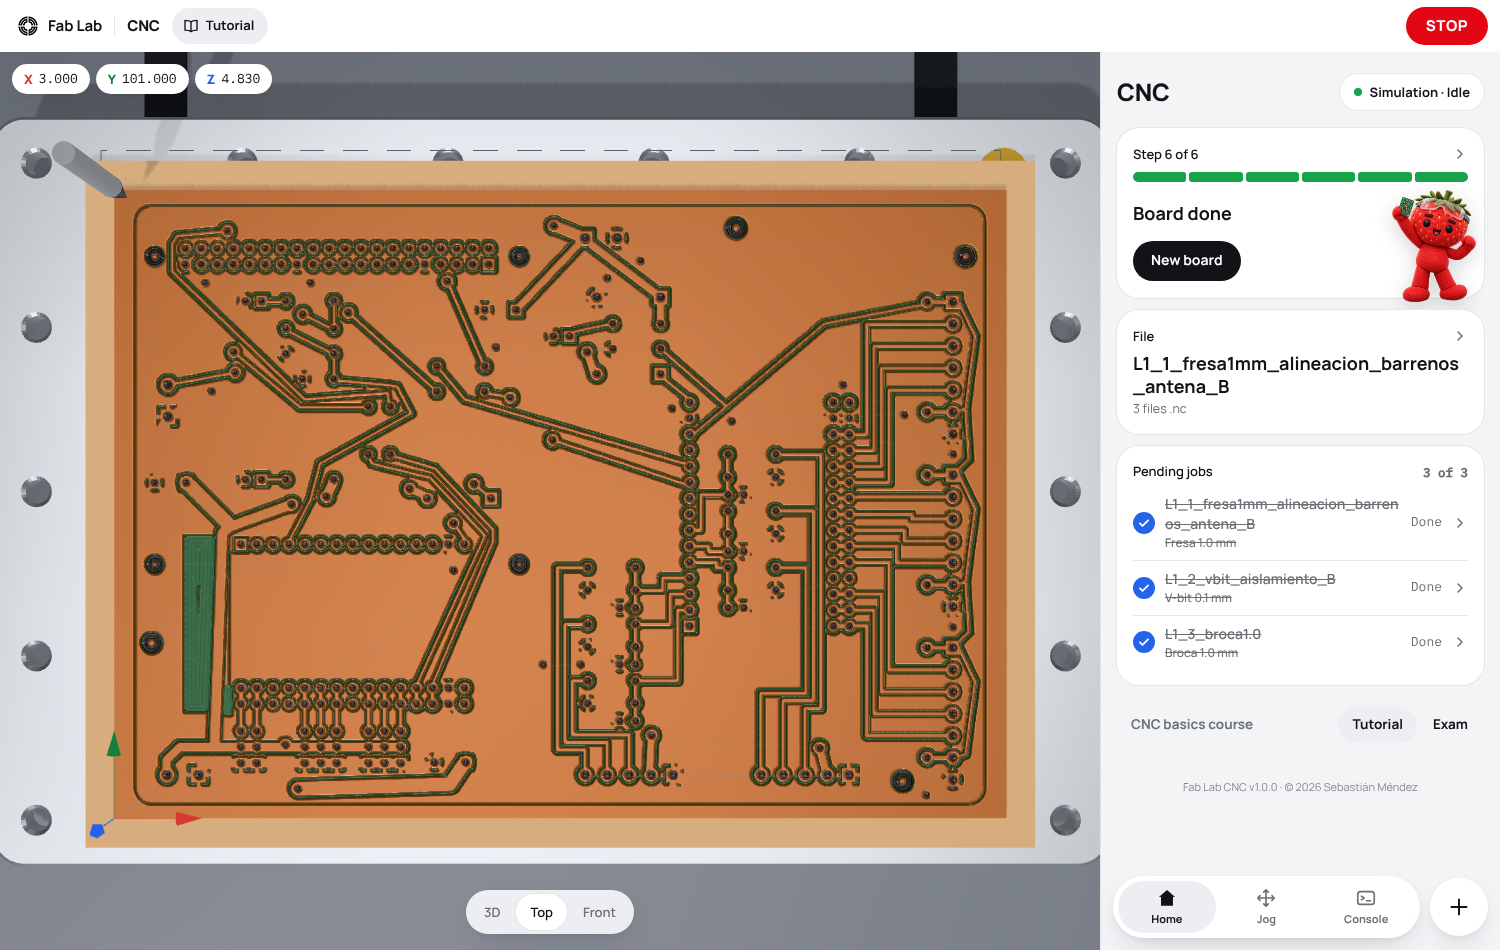 Fab Lab
CNC
Tutorial
STOP
X 3.000
Y 101.000
Z 4.830
CNC
Simulation · Idle
Step 6 of 6
Board done
New board
File
L1_1_fresa1mm_alineacion_barrenos
_antena_B
3 files .nc
Pending jobs
3 of 3
L1_1_fresa1mm_alineacion_barren
os_antena_B
Fresa 1.0 mm
Done
L1_2_vbit_aislamiento_B
V-bit 0.1 mm
Done
L1_3_broca1.0
Broca 1.0 mm
Done
CNC basics course
Tutorial
Exam
Fab Lab CNC v1.0.0 · © 2026 Sebastián Méndez
3D
Top
Front
Home
Jog
Console